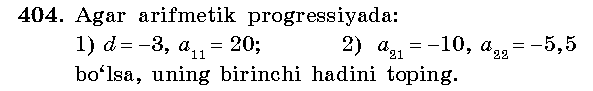 404. Agar arifmetik progressiyada:
1) d = –3, a₁₁ = 20; 2) a₂₁ = –10, a₂₂ = –5,5
bo‘lsa, uning birinchi hadini toping.